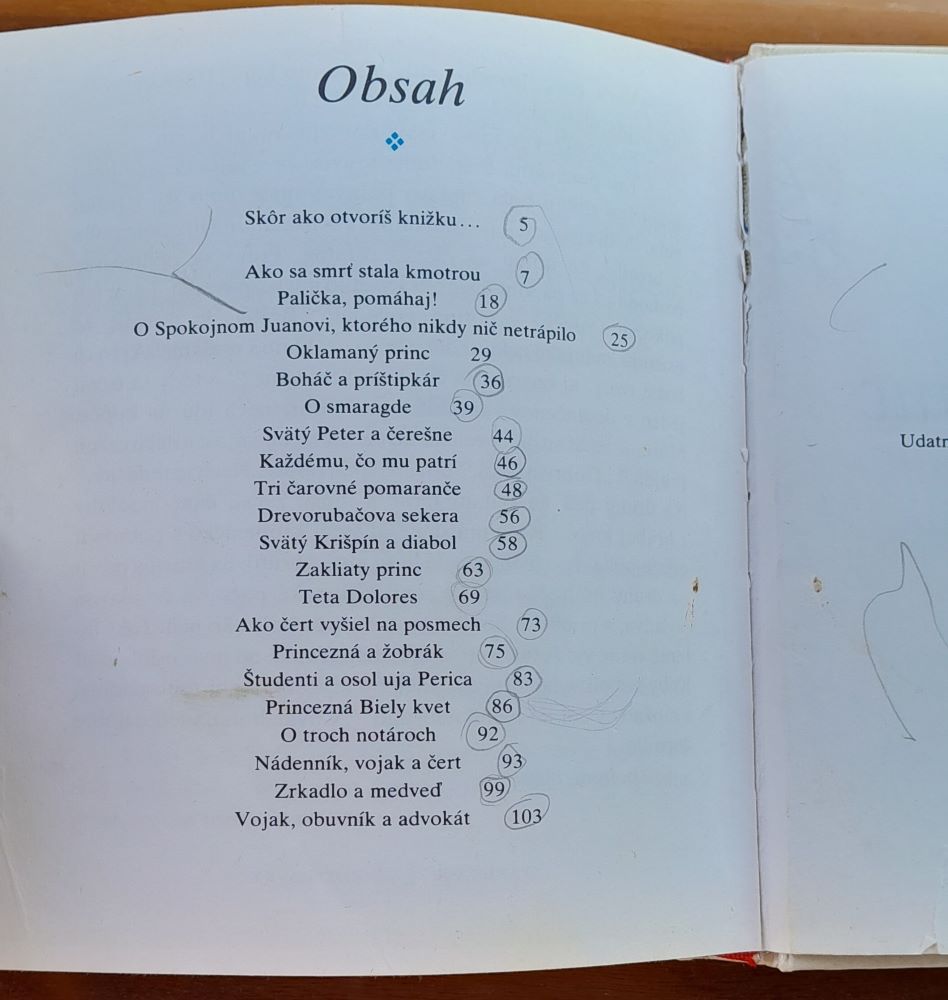 Obsah
Skôr ako otvoríš knižku... 5
Ako sa smrť stala kmotrou 7
Palička, pomáhaj! 18
O Spokojnom Juanovi, ktorého nikdy nič netrápilo 25
Oklamaný princ 29
Boháč a príštipkár 36
O smaragde 39
Svätý Peter a čerešne 44
Každému, čo mu patrí 46
Tri čarovné pomaranče 48
Drevorubačova sekera 56
Svätý Krišpín a diabol 58
Zakliaty princ 63
Teta Dolores 69
Ako čert vyšiel na posmech 73
Princezná a žobrák 75
Študenti a osol uja Perica 83
Princezná Biely kvet 86
O troch notároch 92
Nádenník, vojak a čert 93
Zrkadlo a medveď 99
Vojak, obuvník a advokát 103
Udatn